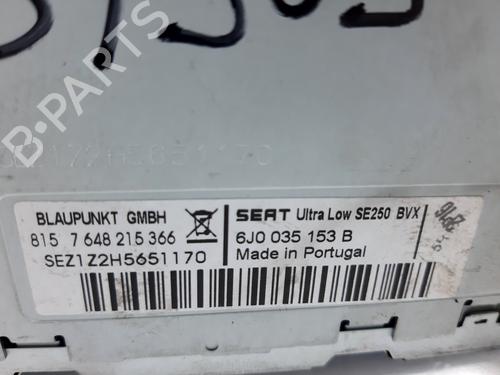 BLAUPUNKT GMBH
815 7 648 215 366
SEZ1Z2H5651170
SEAT Ultra Low SE250 BVX
6J0 035 153 B
Made in Portugal
B-PARTS